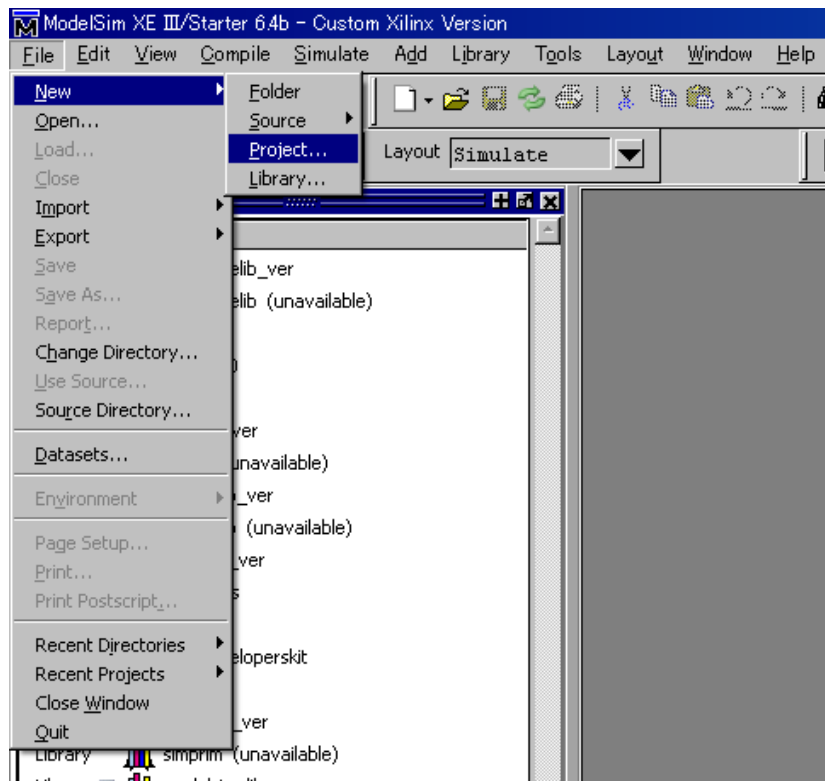 ModelSim XE III/Starter 6.4b - Custom Xilinx Version
File Edit View Compile Simulate Add Library Tools Layout Window Help
New
Folder
Open...
Source
Load...
Project...
Layout Simulate
Close
Library...
Import
Export
Save
elib_ver
Save As...
elib (unavailable)
Report...
Change Directory...
Use Source...
Source Directory...
ver
Datasets...
unavailable)
Environment
_ver
(unavailable)
Page Setup...
_ver
Print...
s
Print Postscript...
Recent Directories
eloperskit
Recent Projects
Close Window
_ver
Quit
Library simprim (unavailable)